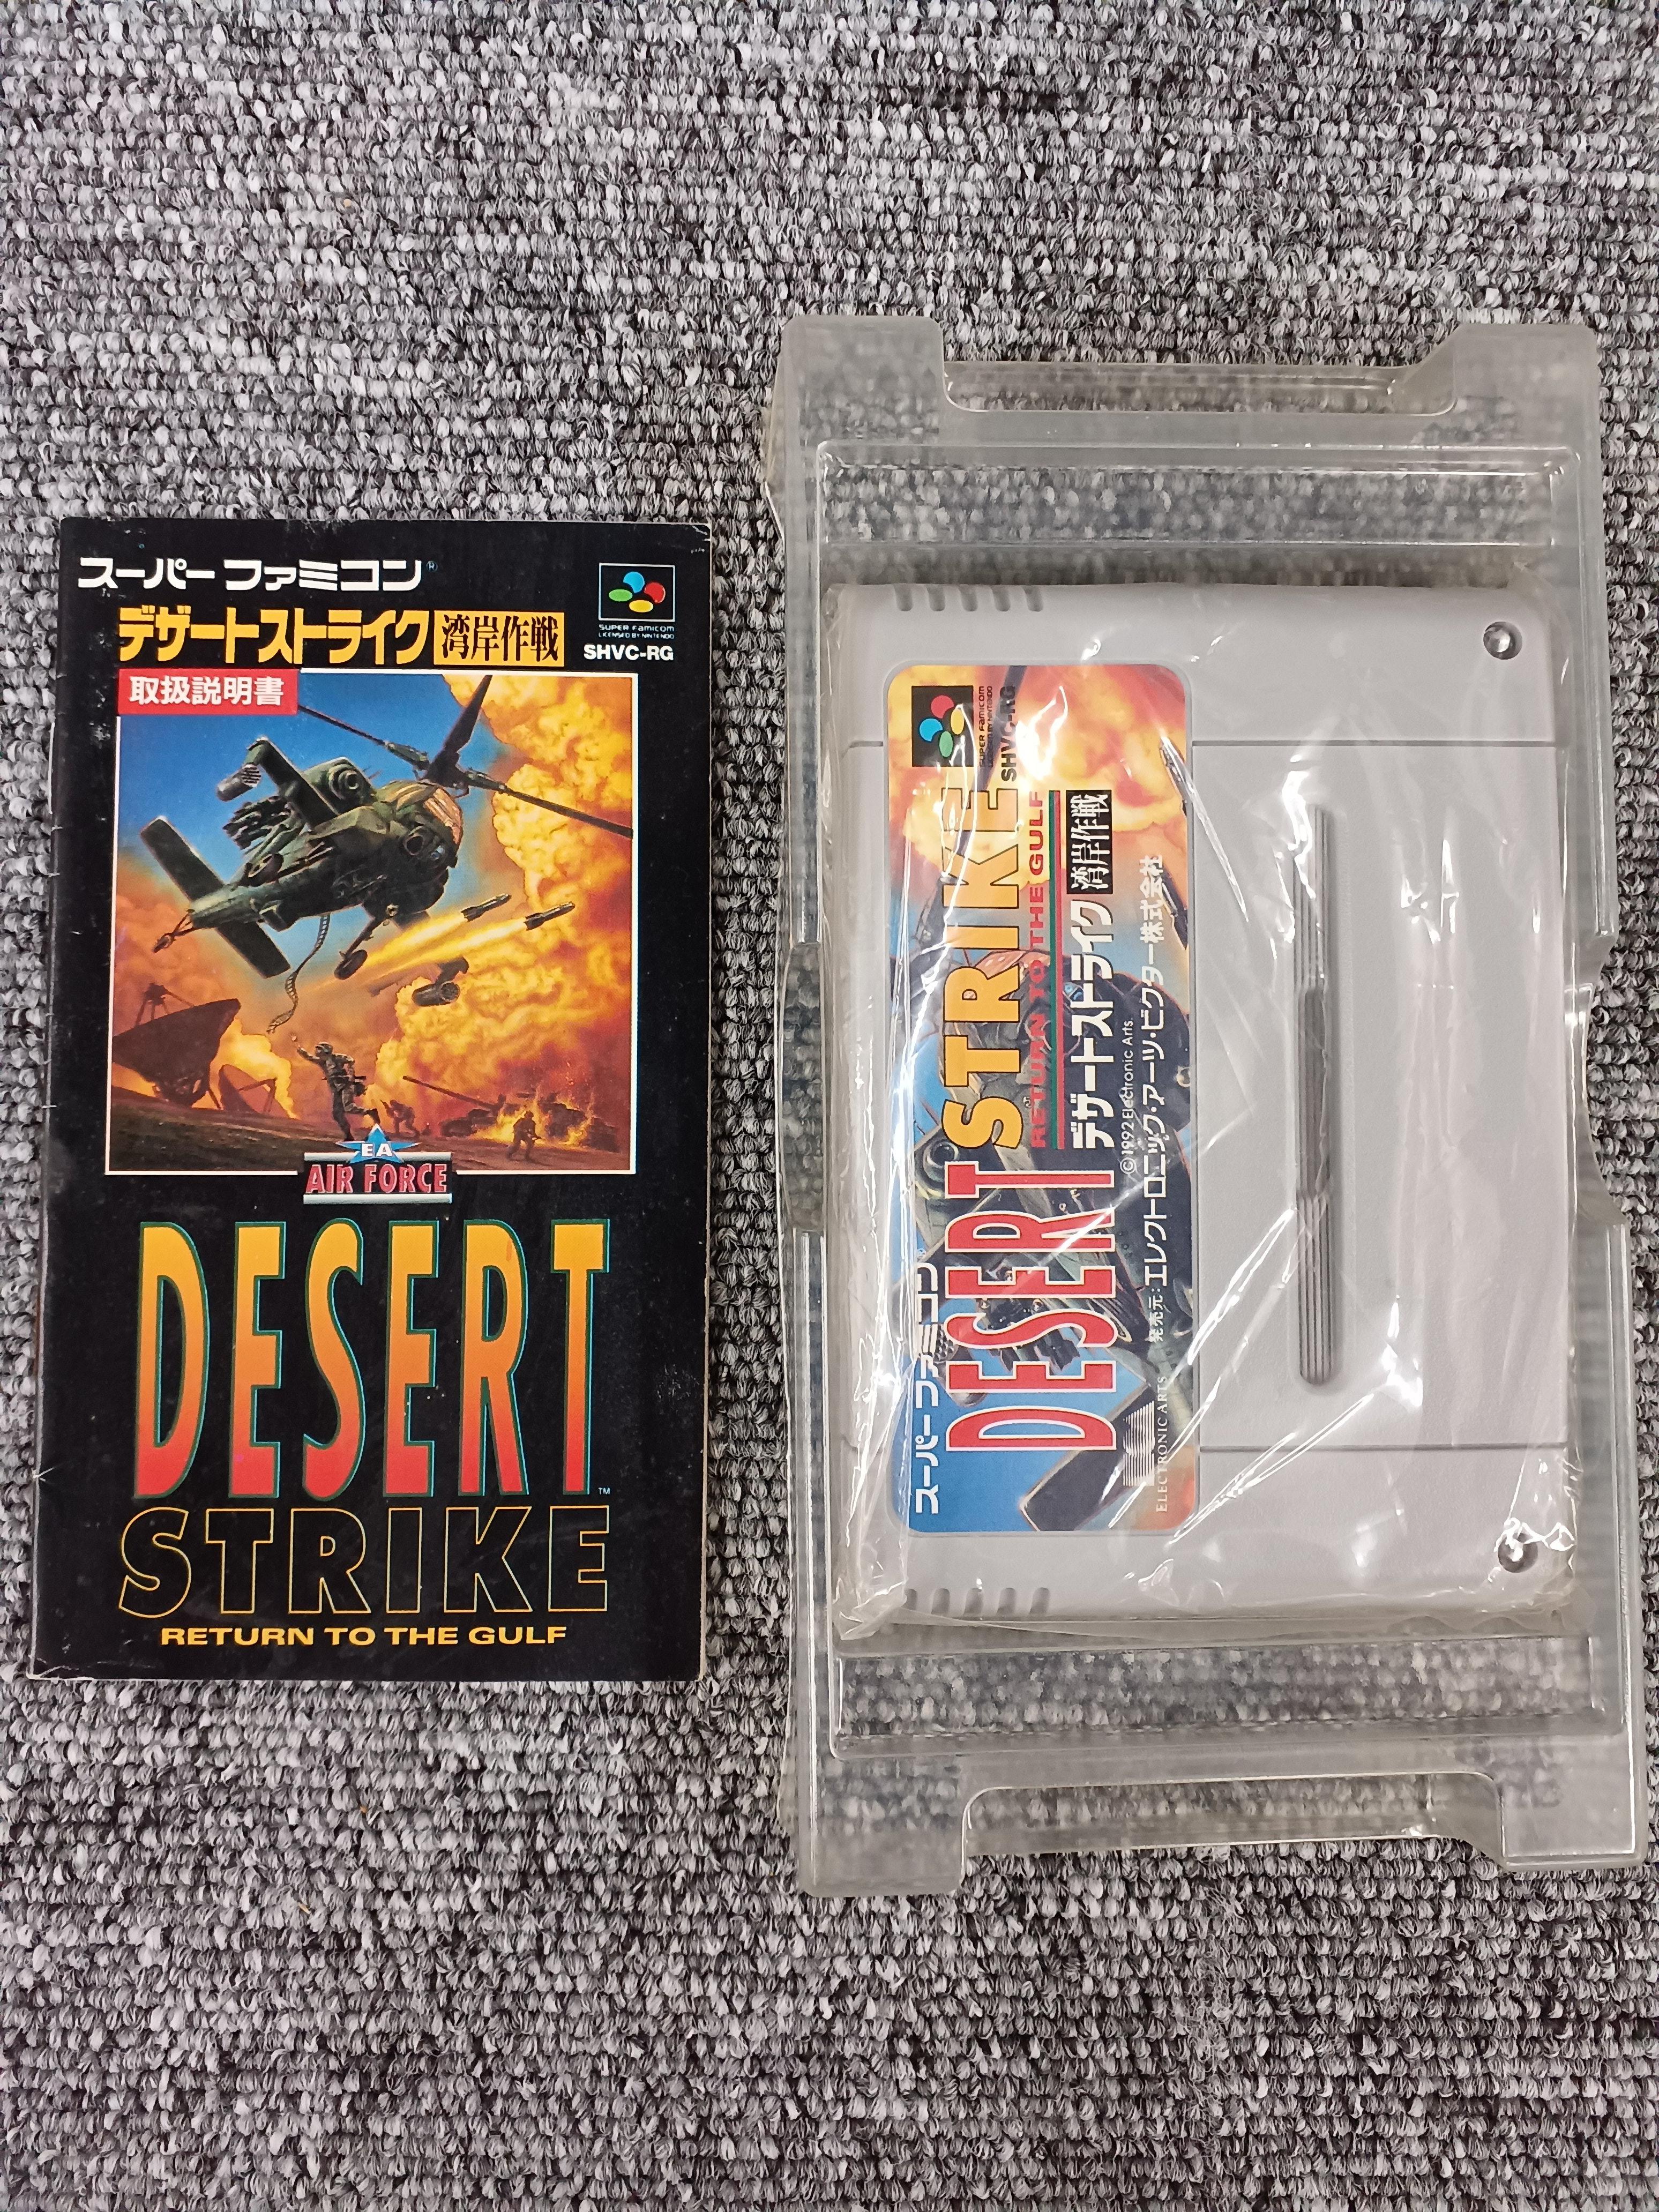 スーパーファミコン®
SUPER FAMICOM
LICENSED BY NINTENDO
SHVC-RG
デザートストライク 湾岸作戦
取扱説明書
EA
AIR FORCE
DESERT™
STRIKE
RETURN TO THE GULF
スーパーファミコン®
SUPER FAMICOM
LICENSED BY NINTENDO
SHVC-RG
DESERT STRIKE
RETURN TO THE GULF
デザートストライク 湾岸作戦
©1992 Electronic Arts
発売元:エレクトロニック・アーツ・ビクター株式会社
ELECTRONIC ARTS